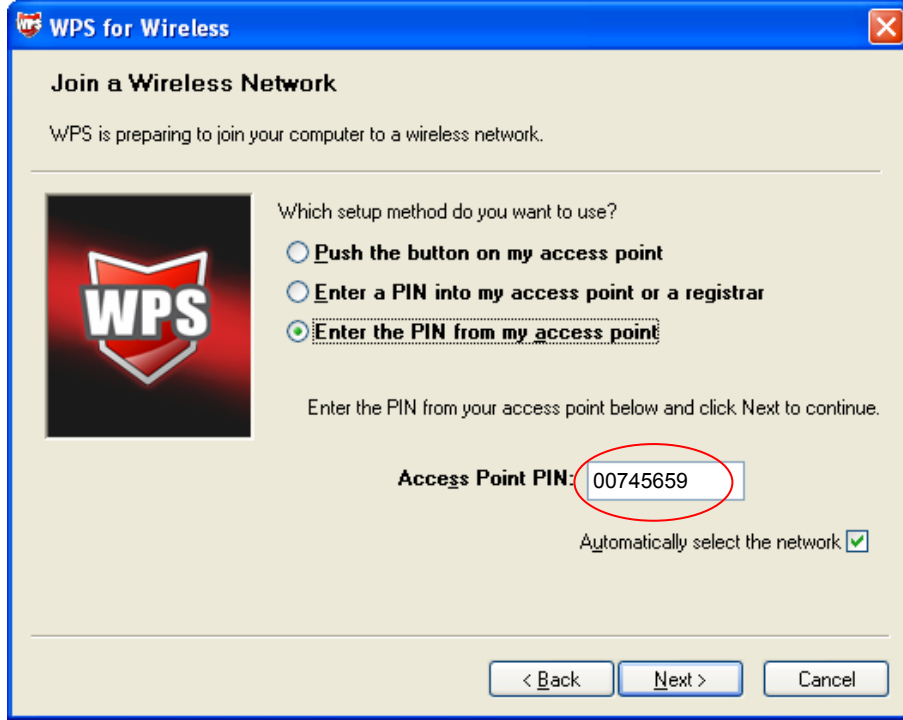 WPS for Wireless
Join a Wireless Network
WPS is preparing to join your computer to a wireless network.
Which setup method do you want to use?
Push the button on my access point
Enter a PIN into my access point or a registrar
Enter the PIN from my access point
WPS
Enter the PIN from your access point below and click Next to continue.
Access Point PIN: 00745659
Automatically select the network
< Back Next > Cancel